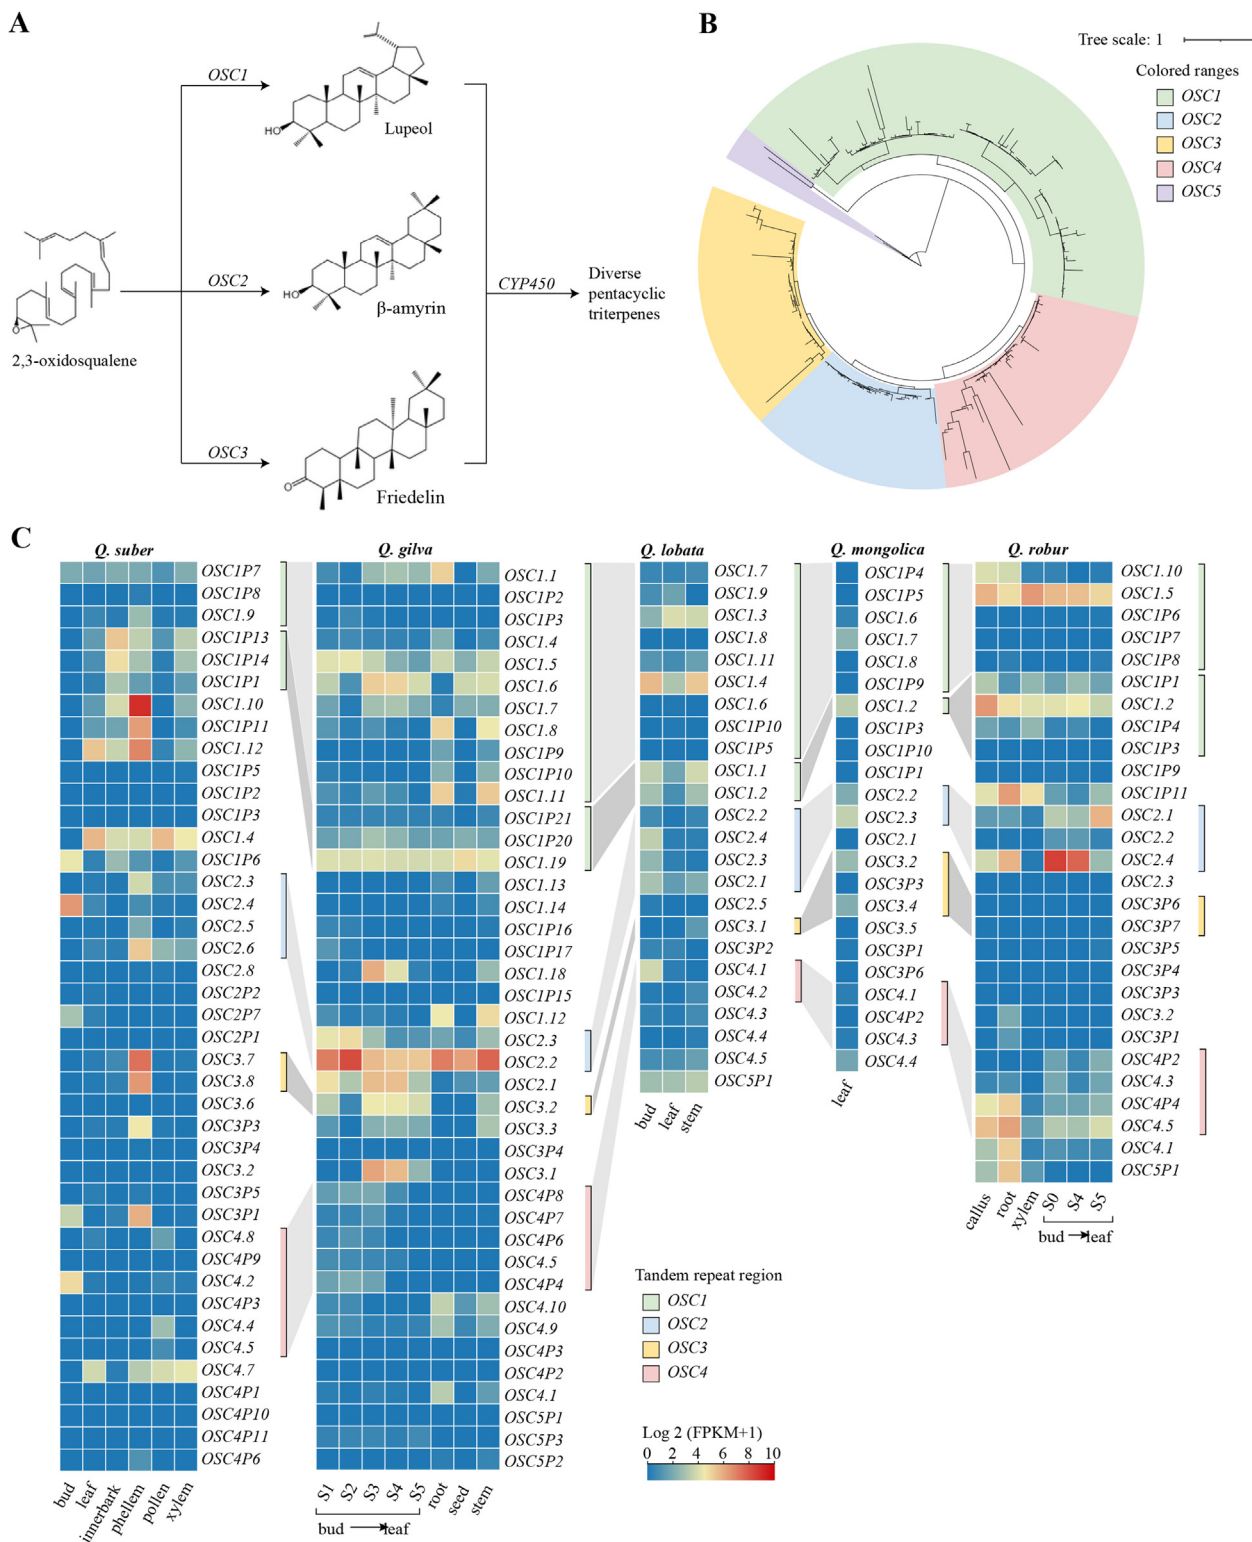 A
OSC1
HO
Lupeol
OSC2
HO
β-amyrin
2,3-oxidosqualene
O
CYP450
Diverse
pentacyclic
triterpenes
OSC3
O
Friedelin
B
Tree scale: 1
Colored ranges
OSC1
OSC2
OSC3
OSC4
OSC5
C
Q. suber
OSC1P7
OSC1P8
OSC1.9
OSC1P13
OSC1P14
OSC1P1
OSC1.10
OSC1P11
OSC1.12
OSC1P5
OSC1P2
OSC1P3
OSC1.4
OSC1P6
OSC2.3
OSC2.4
OSC2.5
OSC2.6
OSC2.8
OSC2P2
OSC2P7
OSC2P1
OSC3.7
OSC3.8
OSC3.6
OSC3P3
OSC3P4
OSC3.2
OSC3P5
OSC3P1
OSC4.8
OSC4P9
OSC4.2
OSC4P3
OSC4.4
OSC4.5
OSC4.7
OSC4P1
OSC4P10
OSC4P11
OSC4P6
bud
leaf
innerbark
phellem
pollen
xylem
Q. gilva
OSC1.1
OSC1P2
OSC1P3
OSC1.4
OSC1.5
OSC1.6
OSC1.7
OSC1.8
OSC1P9
OSC1P10
OSC1.11
OSC1P21
OSC1P20
OSC1.19
OSC1.13
OSC1.14
OSC1P16
OSC1P17
OSC1.18
OSC1P15
OSC1.12
OSC2.3
OSC2.2
OSC2.1
OSC3.2
OSC3.3
OSC3P4
OSC3.1
OSC4P8
OSC4P7
OSC4P6
OSC4.5
OSC4P4
OSC4.10
OSC4.9
OSC4P3
OSC4P2
OSC4.1
OSC5P1
OSC5P3
OSC5P2
S1
S2
S3
S4
S5
root
seed
stem
bud
leaf
Q. lobata
OSC1.7
OSC1.9
OSC1.3
OSC1.8
OSC1.11
OSC1.4
OSC1.6
OSC1P10
OSC1P5
OSC1.1
OSC1.2
OSC2.2
OSC2.4
OSC2.3
OSC2.1
OSC2.5
OSC3.1
OSC3P2
OSC4.1
OSC4.2
OSC4.3
OSC4.4
OSC4.5
OSC5P1
bud
leaf
stem
Q. mongolica
OSC1P4
OSC1P5
OSC1.6
OSC1.7
OSC1.8
OSC1P9
OSC1.2
OSC1P3
OSC1P10
OSC1P1
OSC2.2
OSC2.3
OSC2.1
OSC3.2
OSC3P3
OSC3.4
OSC3.5
OSC3P1
OSC3P6
OSC4.1
OSC4P2
OSC4.3
OSC4.4
leaf
Q. robur
OSC1.10
OSC1.5
OSC1P6
OSC1P7
OSC1P8
OSC1P1
OSC1.2
OSC1P4
OSC1P3
OSC1P9
OSC1P11
OSC2.1
OSC2.2
OSC2.4
OSC2.3
OSC3P6
OSC3P7
OSC3P5
OSC3P4
OSC3P3
OSC3.2
OSC3P1
OSC4P2
OSC4.3
OSC4P4
OSC4.5
OSC4.1
OSC5P1
callus
root
xylem
S0
S4
S5
bud
leaf
Tandem repeat region
OSC1
OSC2
OSC3
OSC4
Log 2 (FPKM+1)
0 2 4 6 8 10